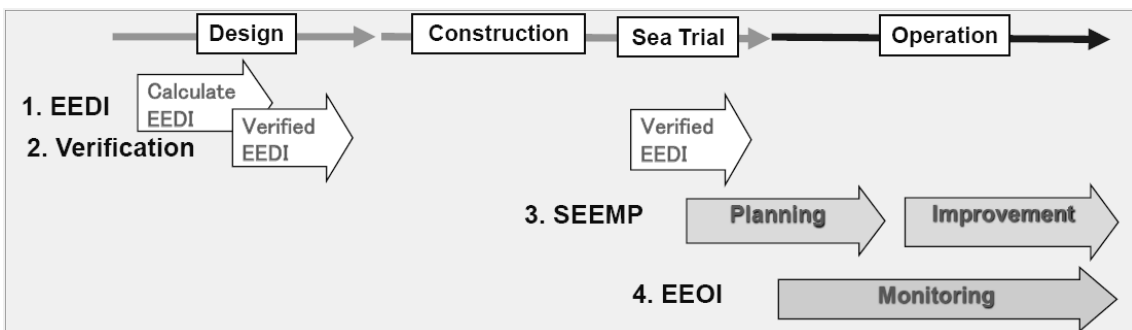 Design
Construction
Sea Trial
Operation
1. EEDI
Calculate
EEDI
2. Verification
Verified
EEDI
Verified
EEDI
3. SEEMP
Planning
Improvement
4. EEOI
Monitoring